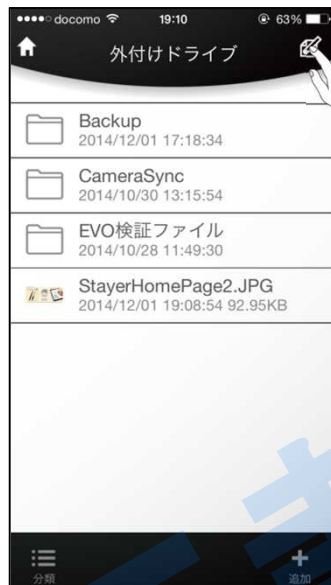 docomo 19:10 63%
外付けドライブ
Backup
2014/12/01 17:18:34
CameraSync
2014/10/30 13:15:54
EVO検証ファイル
2014/10/28 11:49:30
StayerHomePage2.JPG
2014/12/01 19:08:54 92.95KB
分類 追加